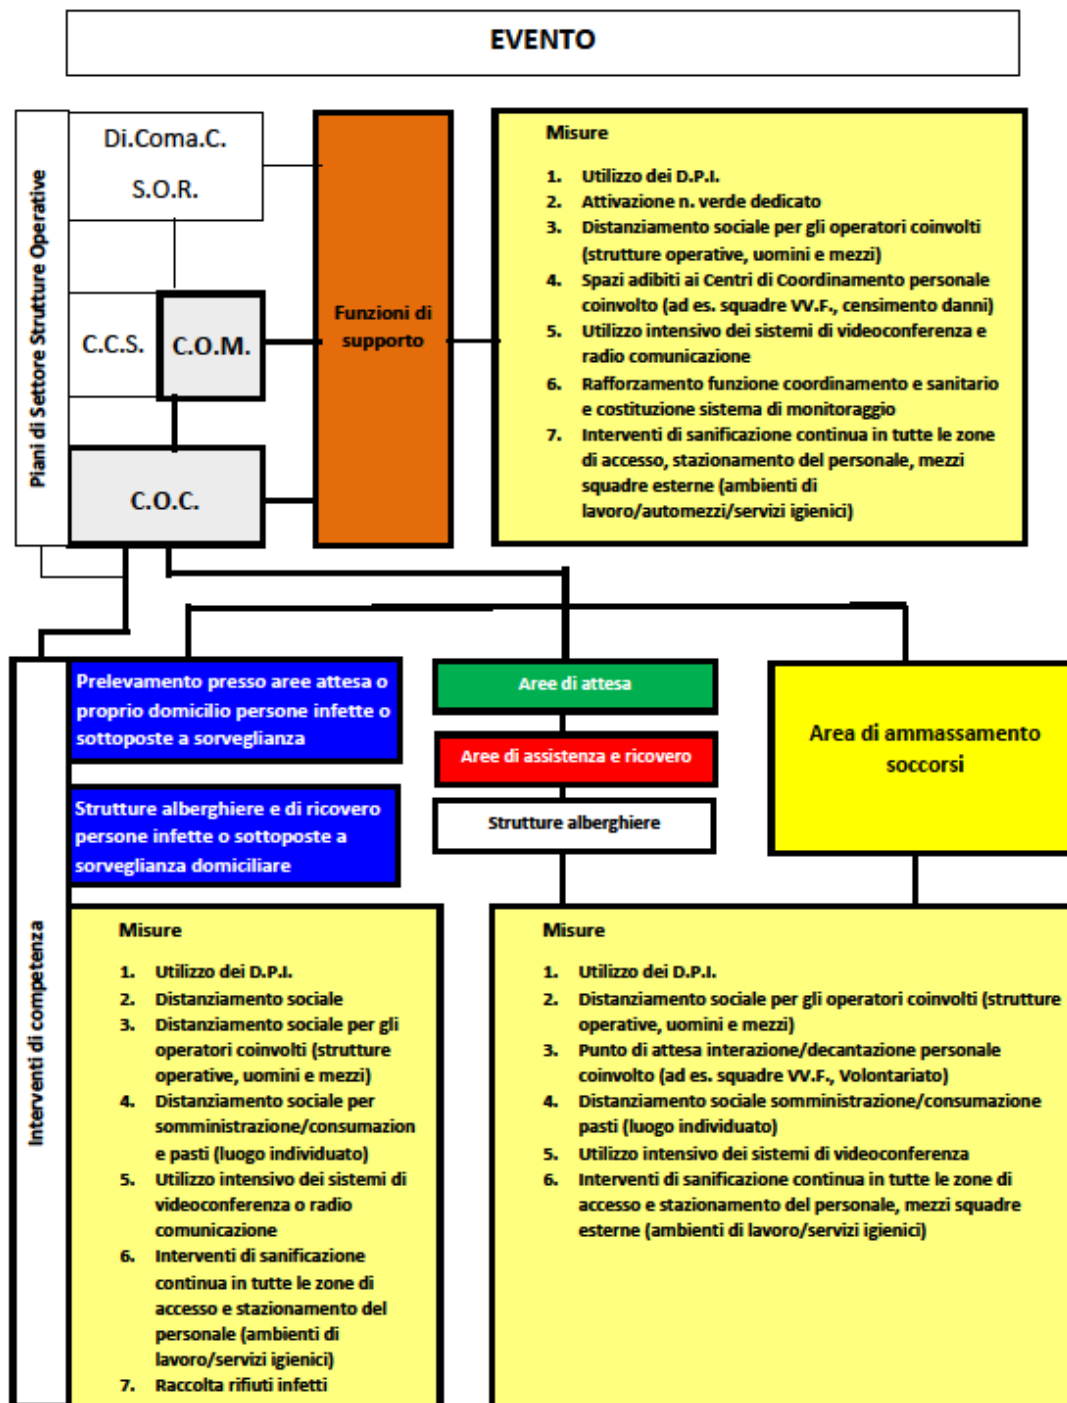 EVENTO
Piani di Settore Strutture Operative
Di.Coma.C.
S.O.R.
C.C.S.
C.O.M.
C.O.C.
Funzioni di
supporto
Misure
1. Utilizzo dei D.P.I.
2. Attivazione n. verde dedicato
3. Distanziamento sociale per gli operatori coinvolti
(strutture operative, uomini e mezzi)
4. Spazi adibiti ai Centri di Coordinamento personale
coinvolto (ad es. squadre VV.F., censimento danni)
5. Utilizzo intensivo dei sistemi di videoconferenza e
radio comunicazione
6. Rafforzamento funzione coordinamento e sanitario
e costituzione sistema di monitoraggio
7. Interventi di sanificazione continua in tutte le zone
di accesso, stazionamento del personale, mezzi
squadre esterne (ambienti di
lavoro/automezzi/servizi igienici)
Interventi di competenza
Prelevamento presso aree attesa o
proprio domicilio persone infette o
sottoposte a sorveglianza
Strutture alberghiere e di ricovero
persone infette o sottoposte a
sorveglianza domiciliare
Aree di attesa
Aree di assistenza e ricovero
Strutture alberghiere
Area di ammassamento
soccorsi
Misure
1. Utilizzo dei D.P.I.
2. Distanziamento sociale
3. Distanziamento sociale per gli
operatori coinvolti (strutture
operative, uomini e mezzi)
4. Distanziamento sociale per
somministrazione/consumazion
e pasti (luogo individuato)
5. Utilizzo intensivo dei sistemi di
videoconferenza o radio
comunicazione
6. Interventi di sanificazione
continua in tutte le zone di
accesso e stazionamento del
personale (ambienti di
lavoro/servizi igienici)
7. Raccolta rifiuti infetti
Misure
1. Utilizzo dei D.P.I.
2. Distanziamento sociale per gli operatori coinvolti (strutture
operative, uomini e mezzi)
3. Punto di attesa interazione/decantazione personale
coinvolto (ad es. squadre VV.F., Volontariato)
4. Distanziamento sociale somministrazione/consumazione
pasti (luogo individuato)
5. Utilizzo intensivo dei sistemi di videoconferenza
6. Interventi di sanificazione continua in tutte le zone di
accesso e stazionamento del personale, mezzi squadre
esterne (ambienti di lavoro/servizi igienici)